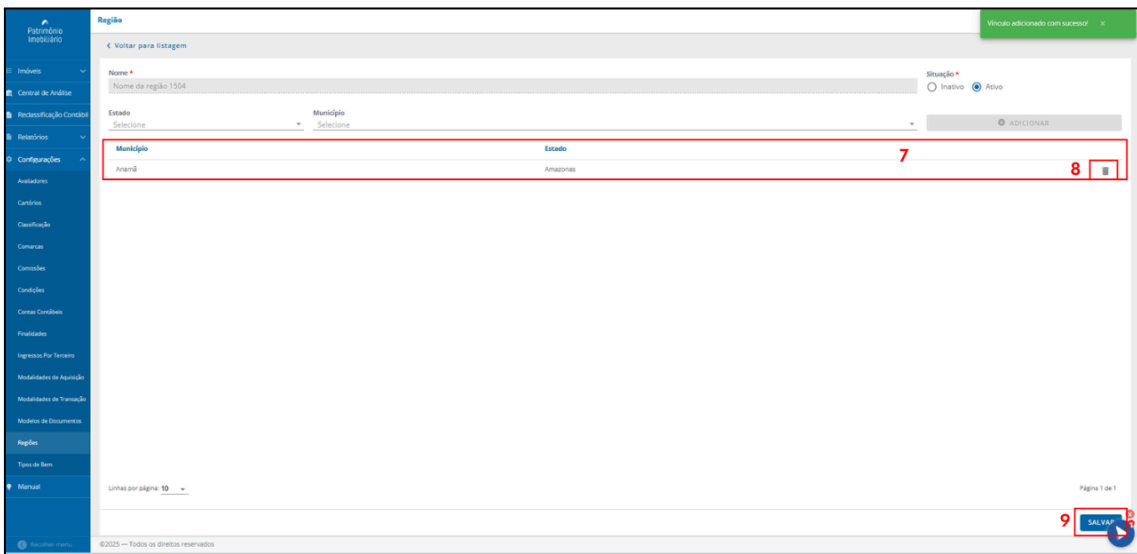 Patrimônio
Imobiliário
Imóveis
Central de Análise
Reclassificação Contábil
Relatórios
Configurações
Avaliadores
Cartórios
Classificação
Comarcas
Comissões
Condições
Contas Contábeis
Finalidades
Ingressos Por Terceiro
Modalidades de Aquisição
Modalidades de Transação
Modelos de Documentos
Regiões
Tipos de Bem
Manual
Recolher menu
Região
Vínculo adicionado com sucesso! ×
Voltar para listagem
Nome *
Nome da região 1504
Situação *
Inativo Ativo
Estado
Selecione
Município
Selecione
ADICIONAR
Município Estado 7
Anamã Amazonas 8
Linhas por página: 10
Página 1 de 1
9 SALVAR
©2025 — Todos os direitos reservados